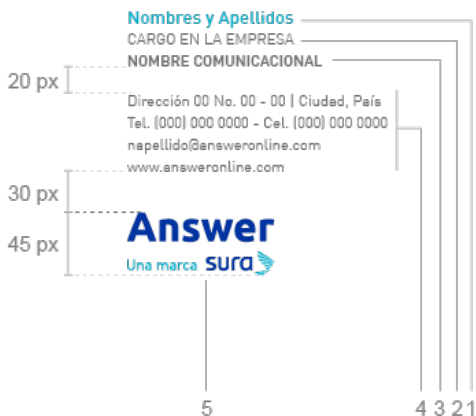 Nombres y Apellidos
CARGO EN LA EMPRESA
NOMBRE COMUNICACIONAL
20 px
Dirección 00 No. 00 - 00 | Ciudad, País
Tel. (000) 000 0000 - Cel. (000) 000 0000
napellido@answeronline.com
www.answeronline.com
30 px
Answer
45 px
Una marca sura
5 4 3 2 1